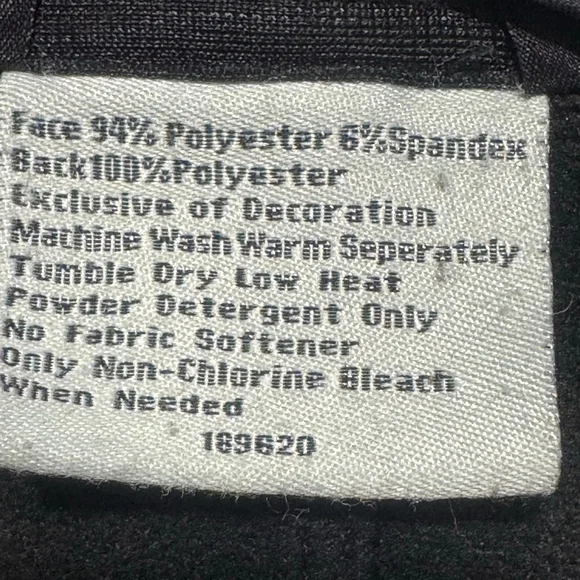 Face 94% Polyester 6%Spandex
Back100%Polyester
Exclusive of Decoration
Machine Wash Warm Seperately
Tumble Dry Low Heat
Powder Detergent Only
No Fabric Softener
Only Non-Chlorine Bleach
When Needed
189620